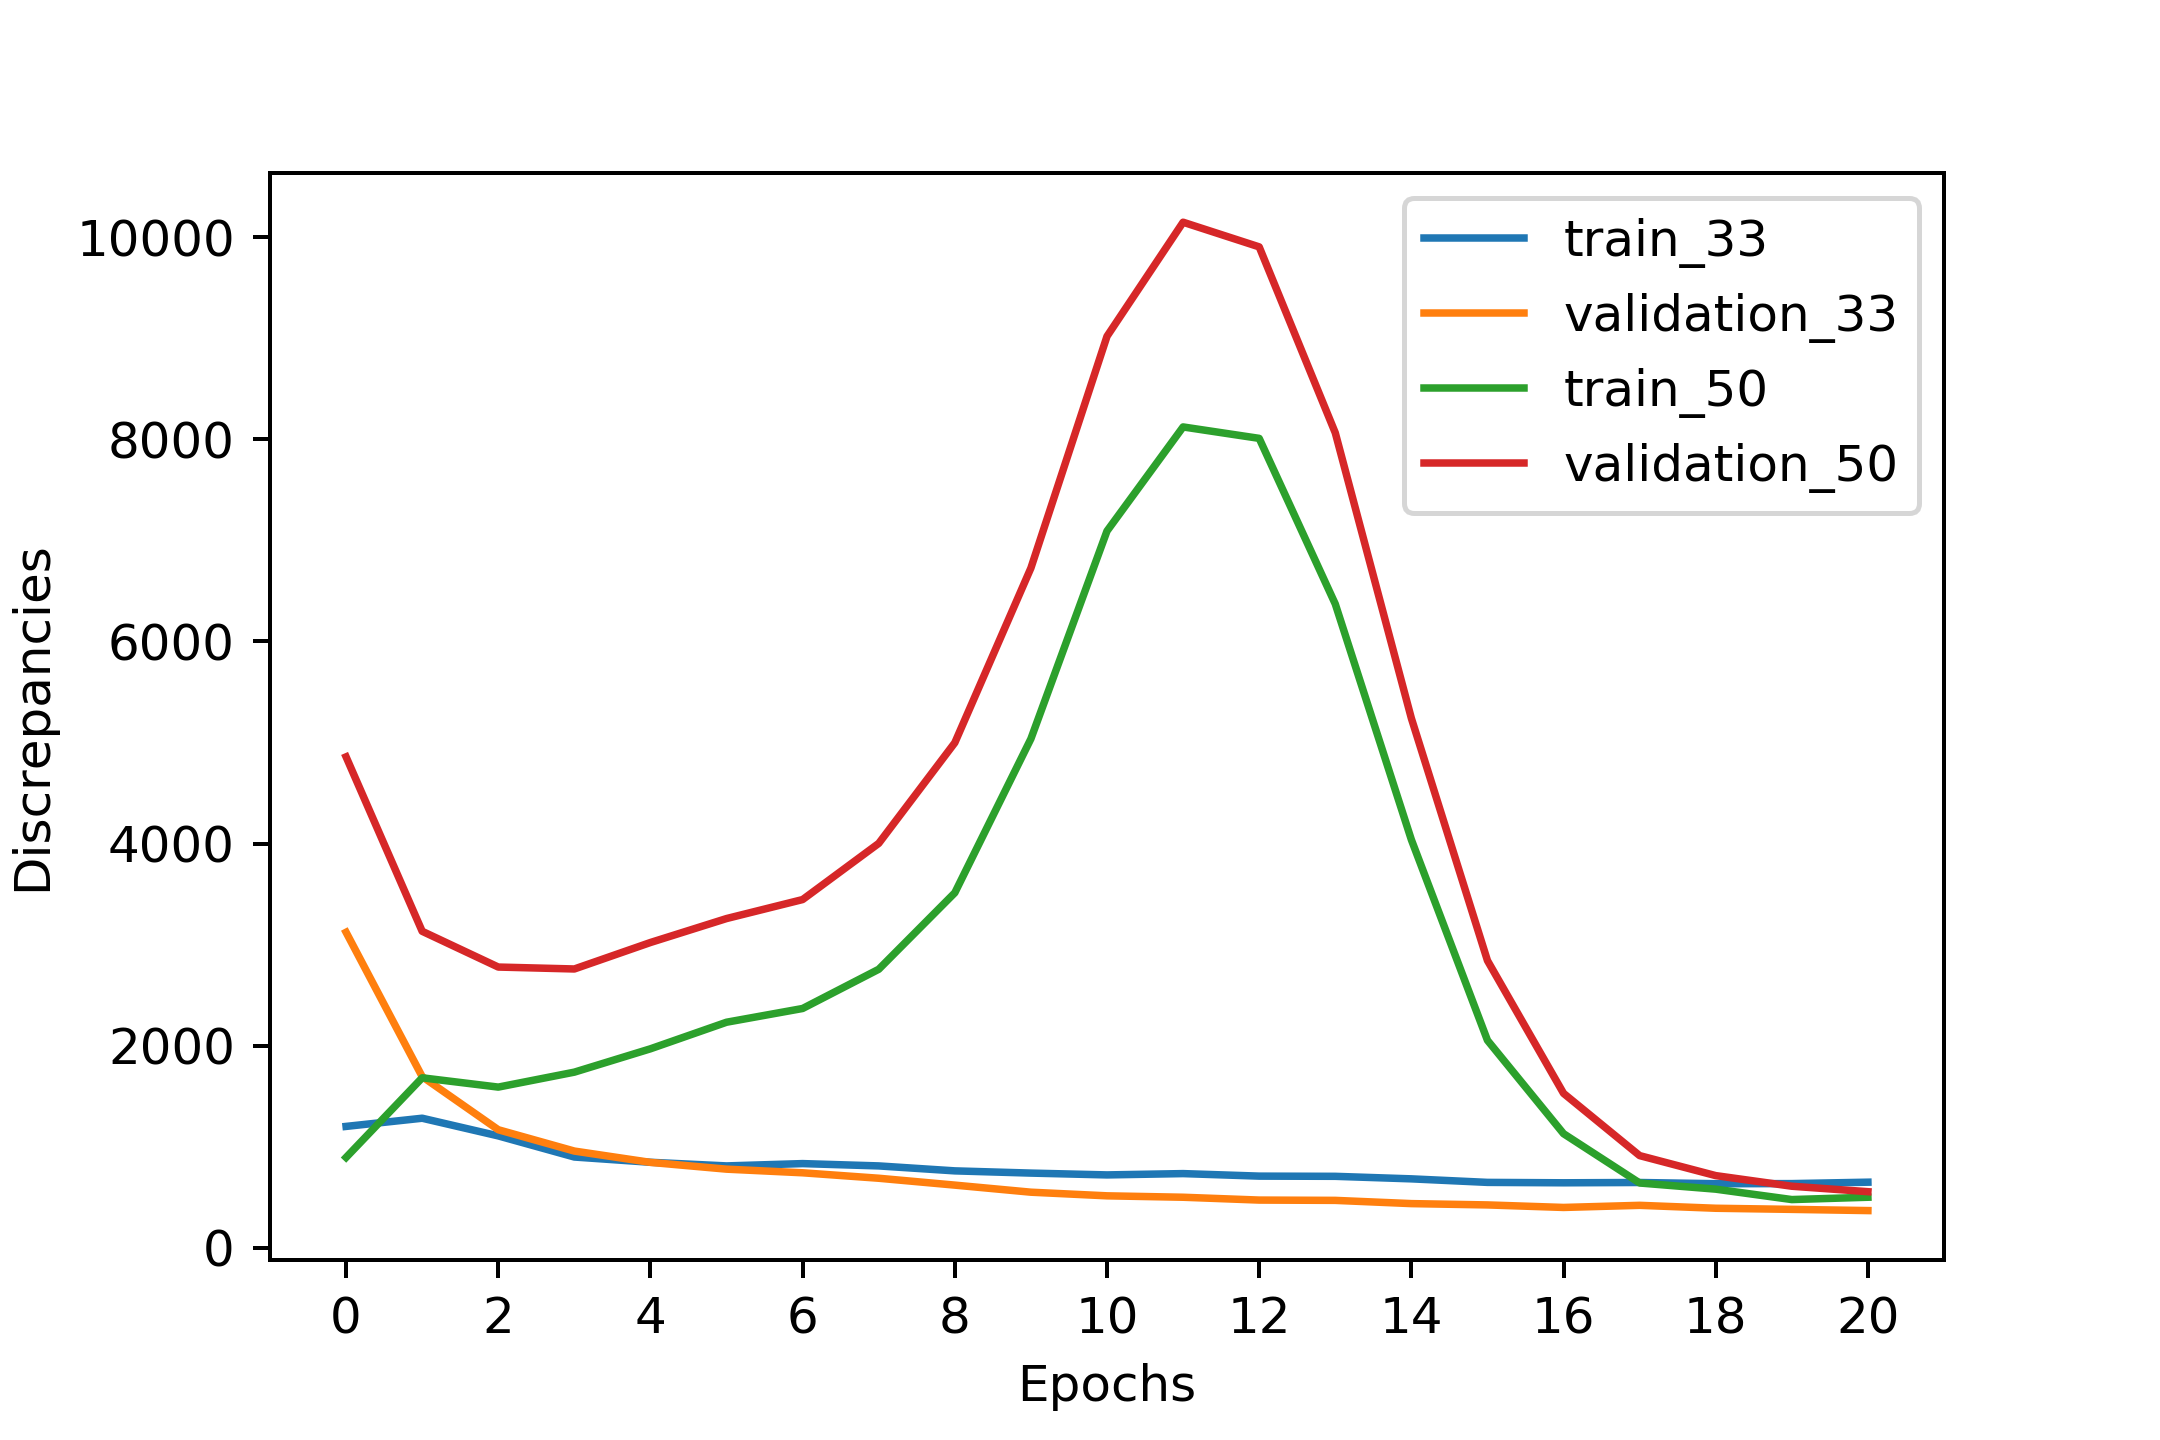 train_33
validation_33
train_50
validation_50
10000
8000
6000
4000
2000
0
Discrepancies
0 2 4 6 8 10 12 14 16 18 20
Epochs